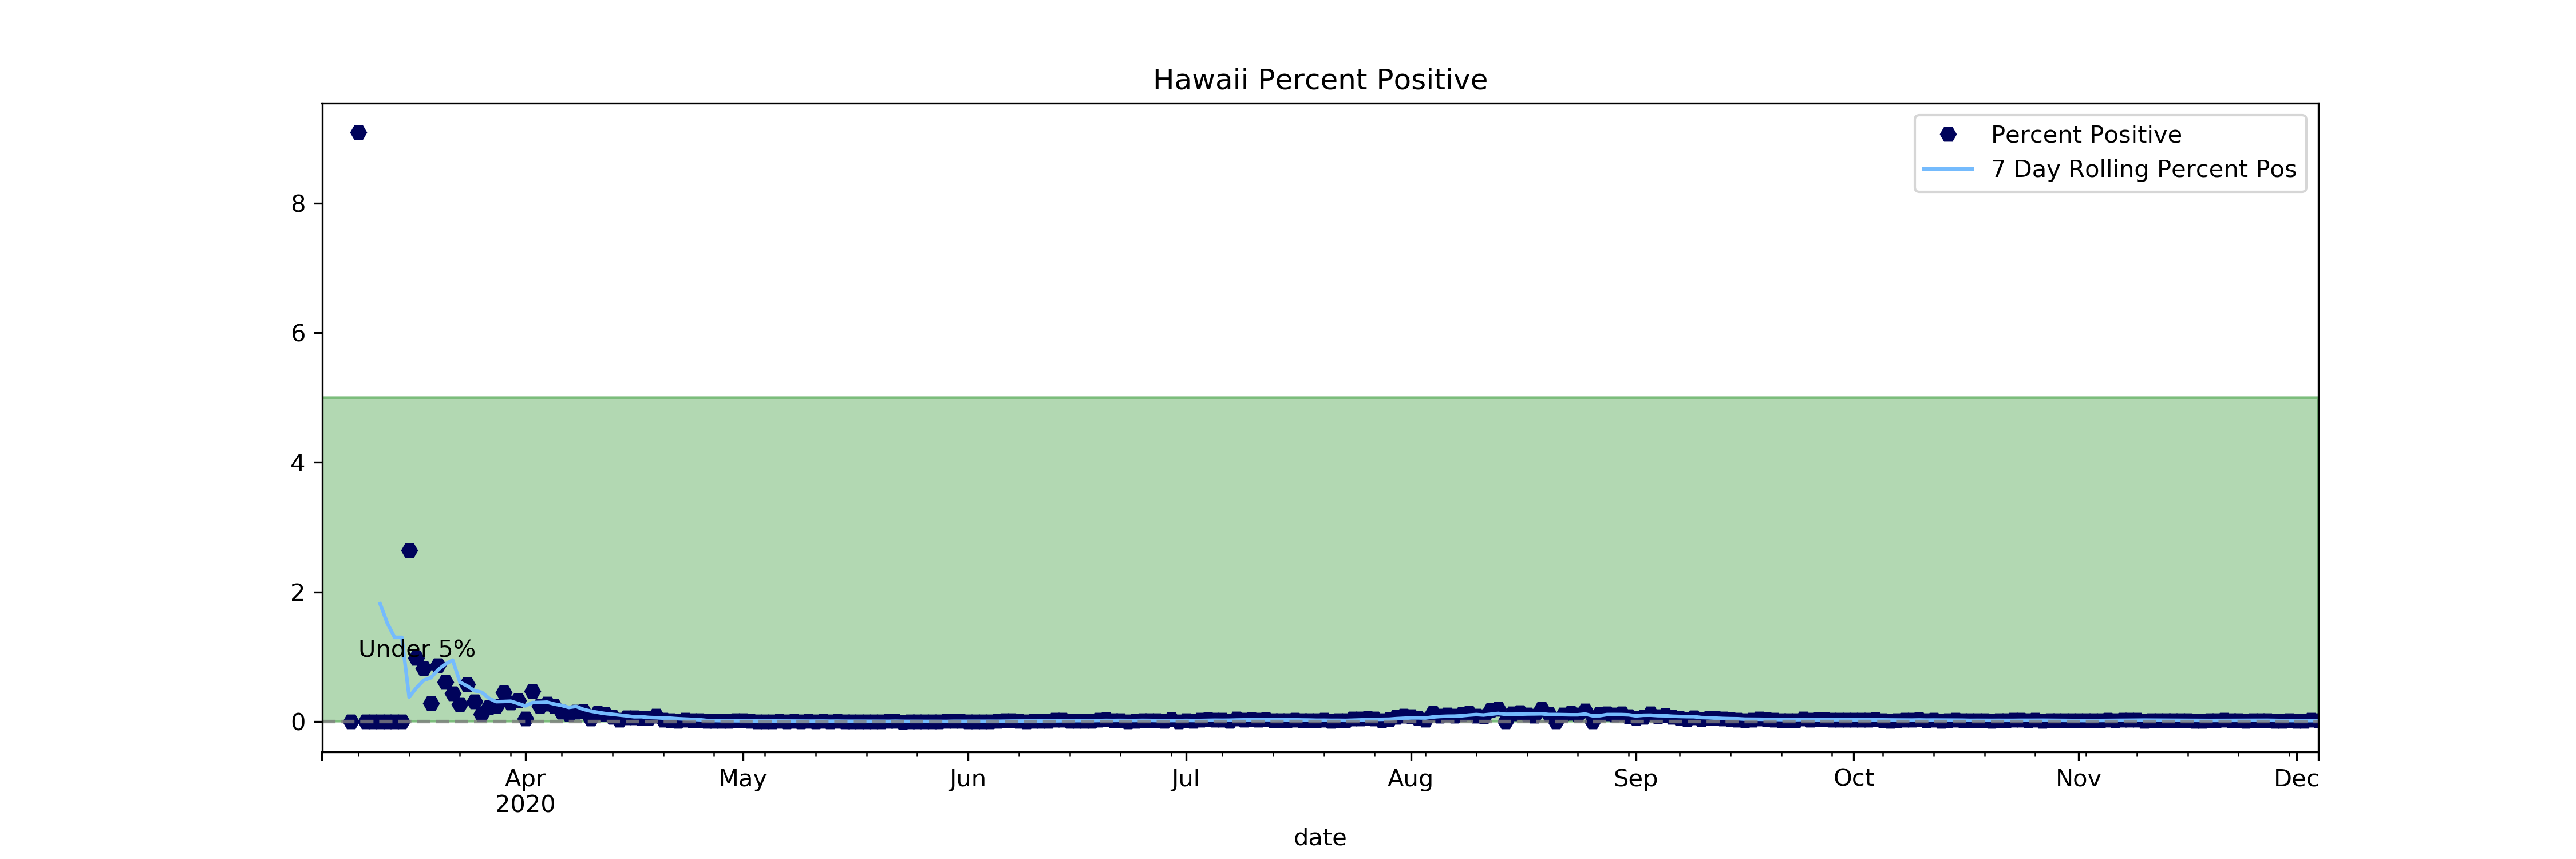 Hawaii Percent Positive
Percent Positive
7 Day Rolling Percent Pos
8
6
4
2
Under 5%
0
Apr
2020
May
Jun
Jul
Aug
Sep
Oct
Nov
Dec
date